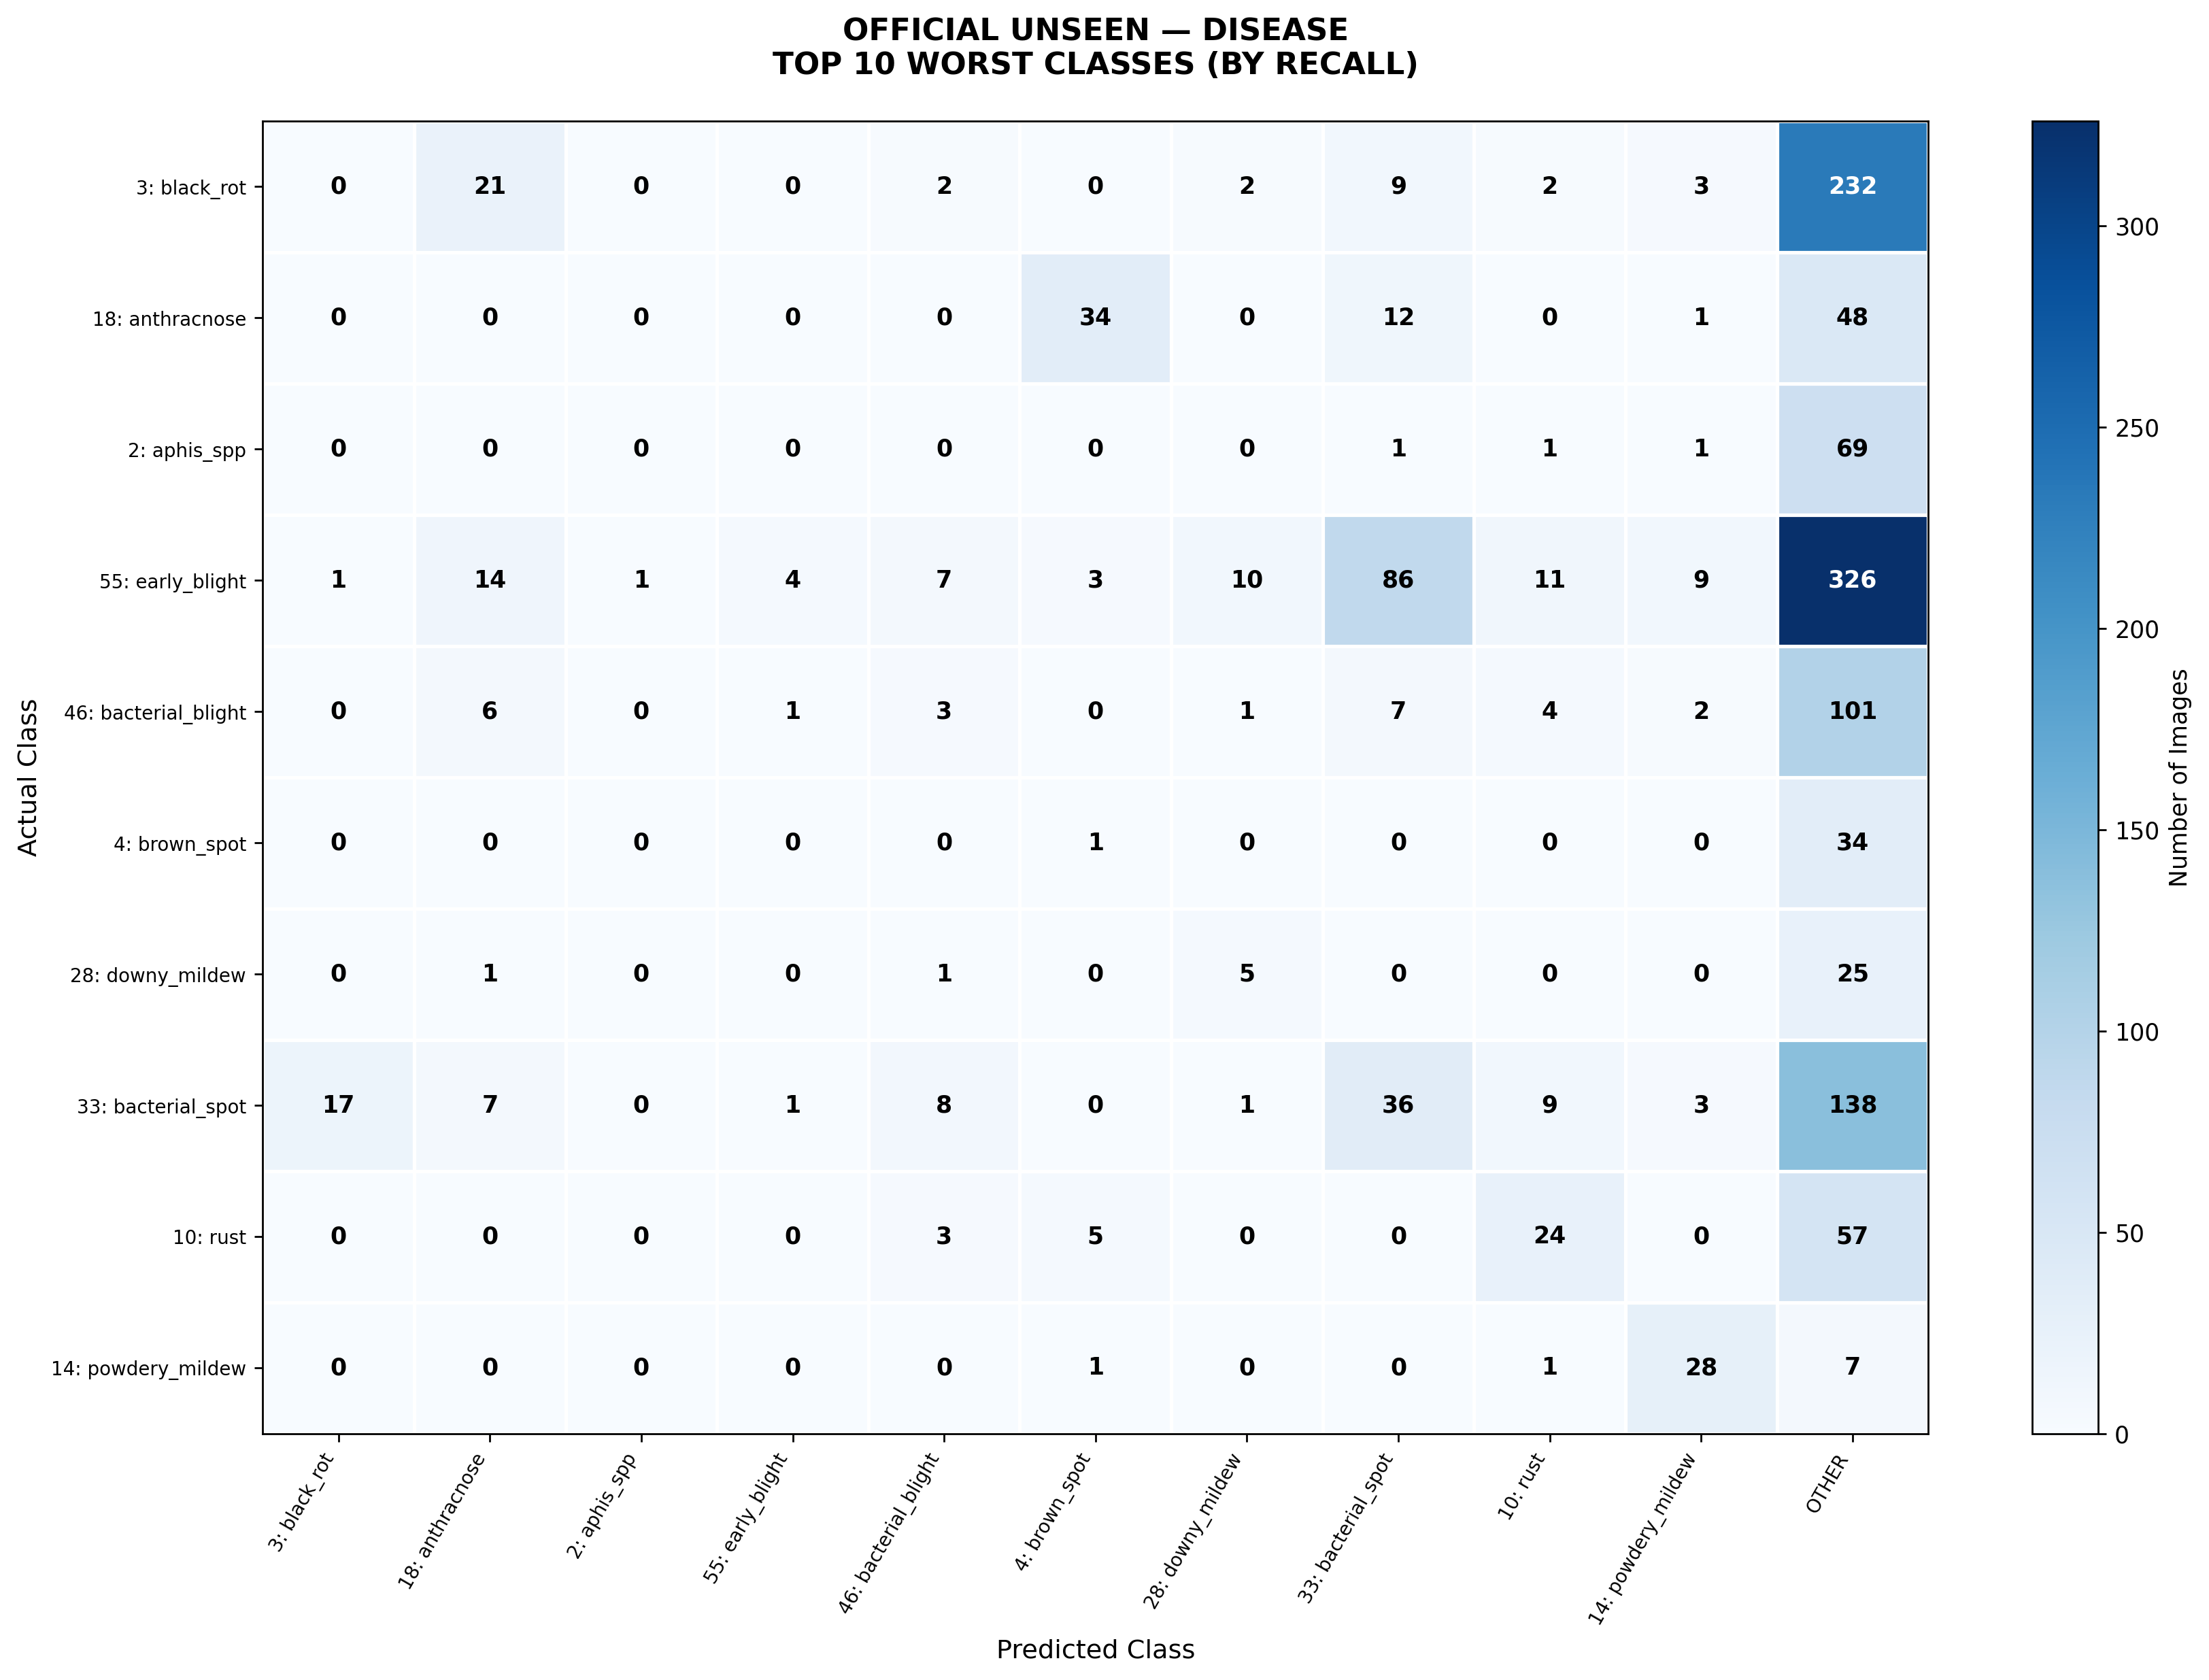 OFFICIAL UNSEEN — DISEASE
TOP 10 WORST CLASSES (BY RECALL)
Actual Class
3: black_rot 0 21 0 0 2 0 2 9 2 3 232
18: anthracnose 0 0 0 0 0 34 0 12 0 1 48
2: aphis_spp 0 0 0 0 0 0 0 1 1 1 69
55: early_blight 1 14 1 4 7 3 10 86 11 9 326
46: bacterial_blight 0 6 0 1 3 0 1 7 4 2 101
4: brown_spot 0 0 0 0 0 1 0 0 0 0 34
28: downy_mildew 0 1 0 0 1 0 5 0 0 0 25
33: bacterial_spot 17 7 0 1 8 0 1 36 9 3 138
10: rust 0 0 0 0 3 5 0 0 24 0 57
14: powdery_mildew 0 0 0 0 0 1 0 0 1 28 7
3: black_rot
18: anthracnose
2: aphis_spp
55: early_blight
46: bacterial_blight
4: brown_spot
28: downy_mildew
33: bacterial_spot
10: rust
14: powdery_mildew
OTHER
Predicted Class
300
250
200
150
100
50
0
Number of Images